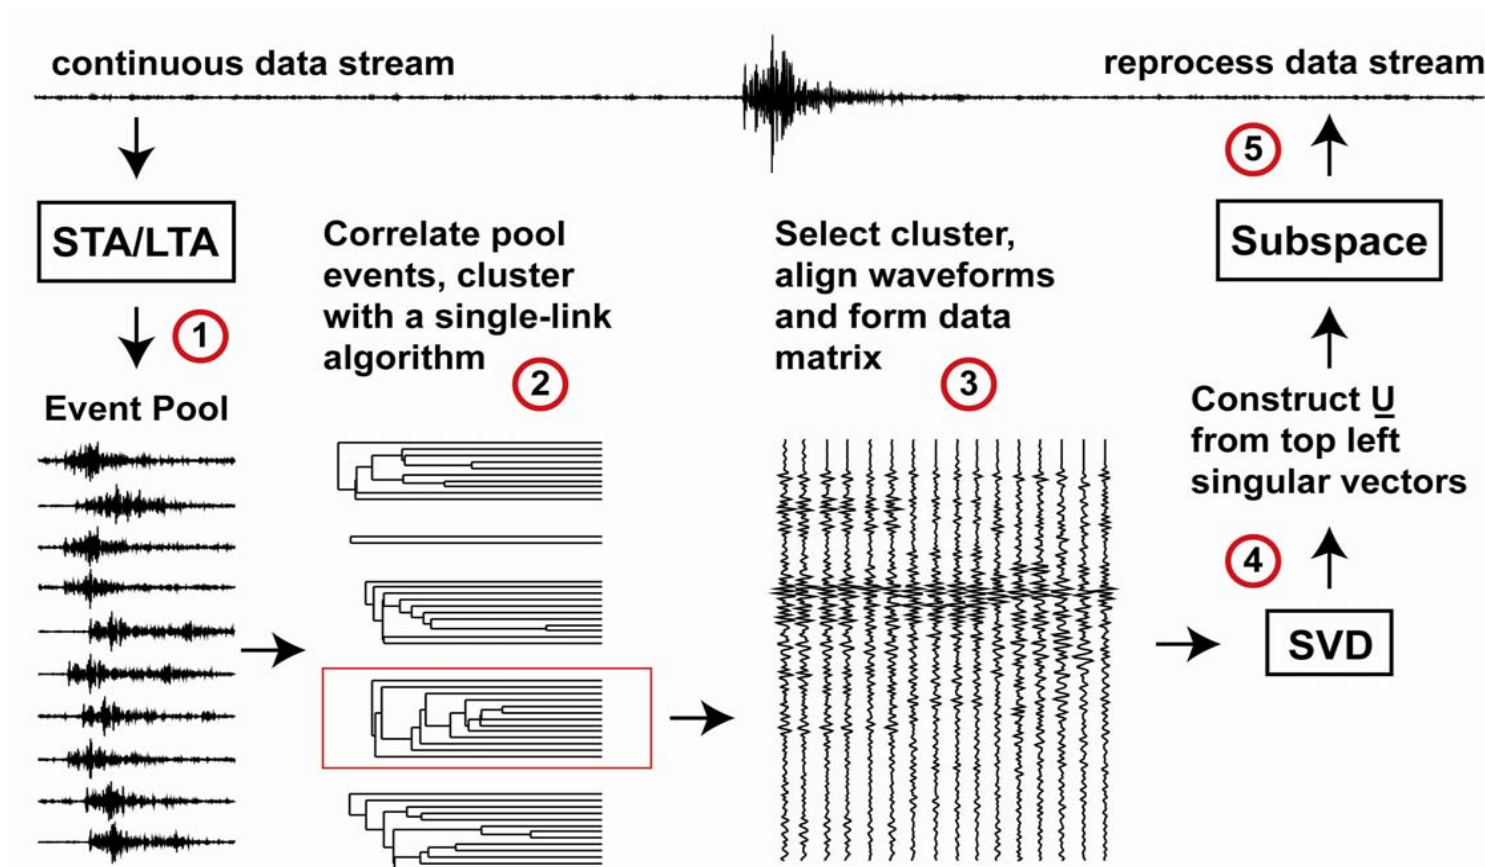 continuous data stream
reprocess data stream
5
STA/LTA
Correlate pool
events, cluster
with a single-link
algorithm
Select cluster,
align waveforms
and form data
matrix
Subspace
1
2
3
Event Pool
Construct U
from top left
singular vectors
4
SVD